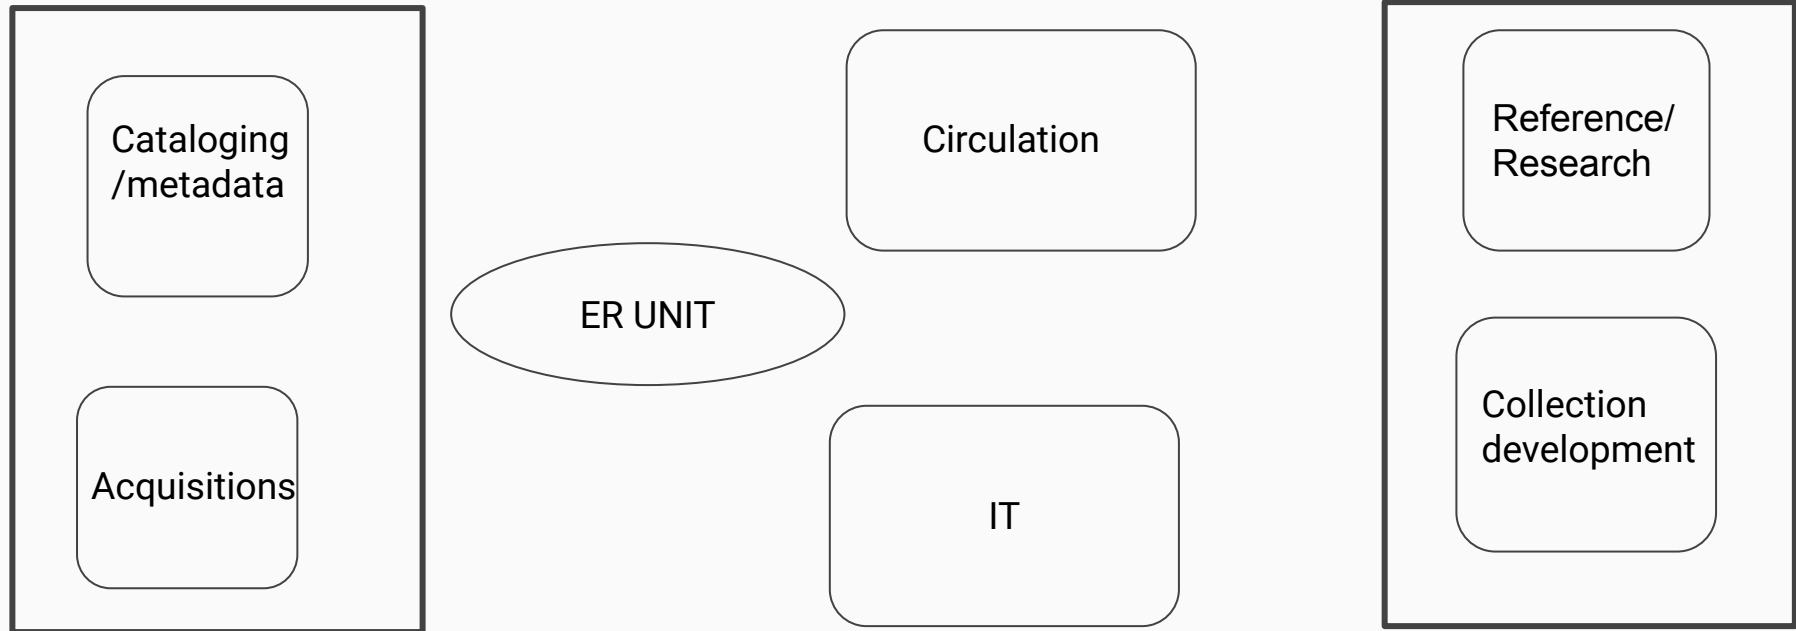 Cataloging
/metadata
Acquisitions
ER UNIT
Circulation
IT
Reference/
Research
Collection
development